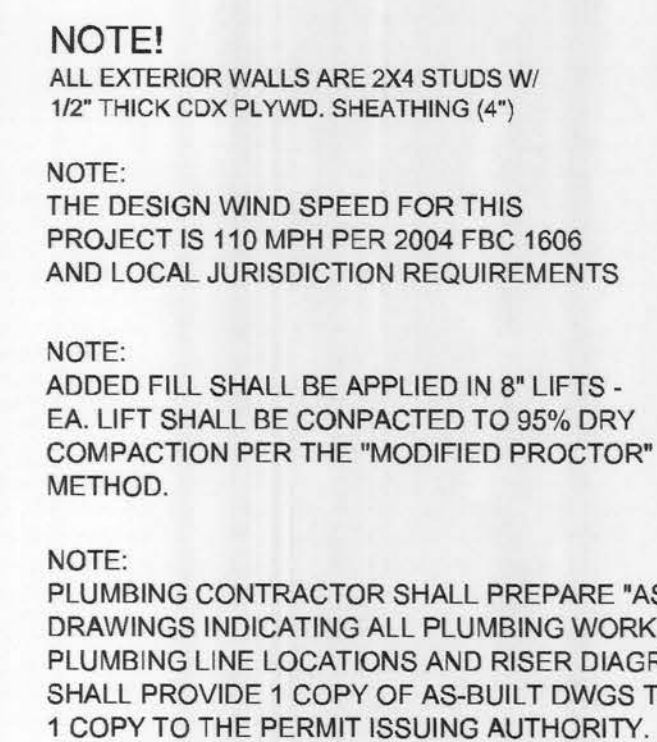 NOTE!
ALL EXTERIOR WALLS ARE 2X4 STUDS W/
1/2" THICK CDX PLYWD. SHEATHING (4")
NOTE:
THE DESIGN WIND SPEED FOR THIS
PROJECT IS 110 MPH PER 2004 FBC 1606
AND LOCAL JURISDICTION REQUIREMENTS
NOTE:
ADDED FILL SHALL BE APPLIED IN 8" LIFTS -
EA. LIFT SHALL BE CONPACTED TO 95% DRY
COMPACTION PER THE "MODIFIED PROCTOR"
METHOD.
NOTE:
PLUMBING CONTRACTOR SHALL PREPARE "AS
DRAWINGS INDICATING ALL PLUMBING WORK
PLUMBING LINE LOCATIONS AND RISER DIAGR
SHALL PROVIDE 1 COPY OF AS-BUILT DWGS T
1 COPY TO THE PERMIT ISSUING AUTHORITY.